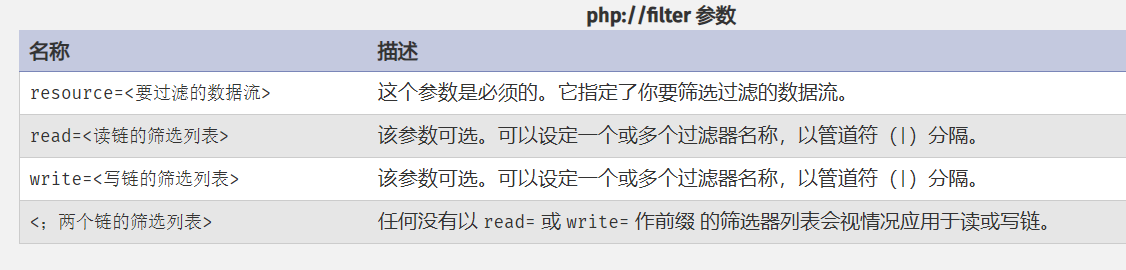 php://filter 参数
名称 描述
resource=<要过滤的数据流> 这个参数是必须的。它指定了你要筛选过滤的数据流。
read=<读链的筛选列表> 该参数可选。可以设定一个或多个过滤器名称，以管道符（|）分隔。
write=<写链的筛选列表> 该参数可选。可以设定一个或多个过滤器名称，以管道符（|）分隔。
<；两个链的筛选列表> 任何没有以 read= 或 write= 作前缀 的筛选器列表会视情况应用于读或写链。